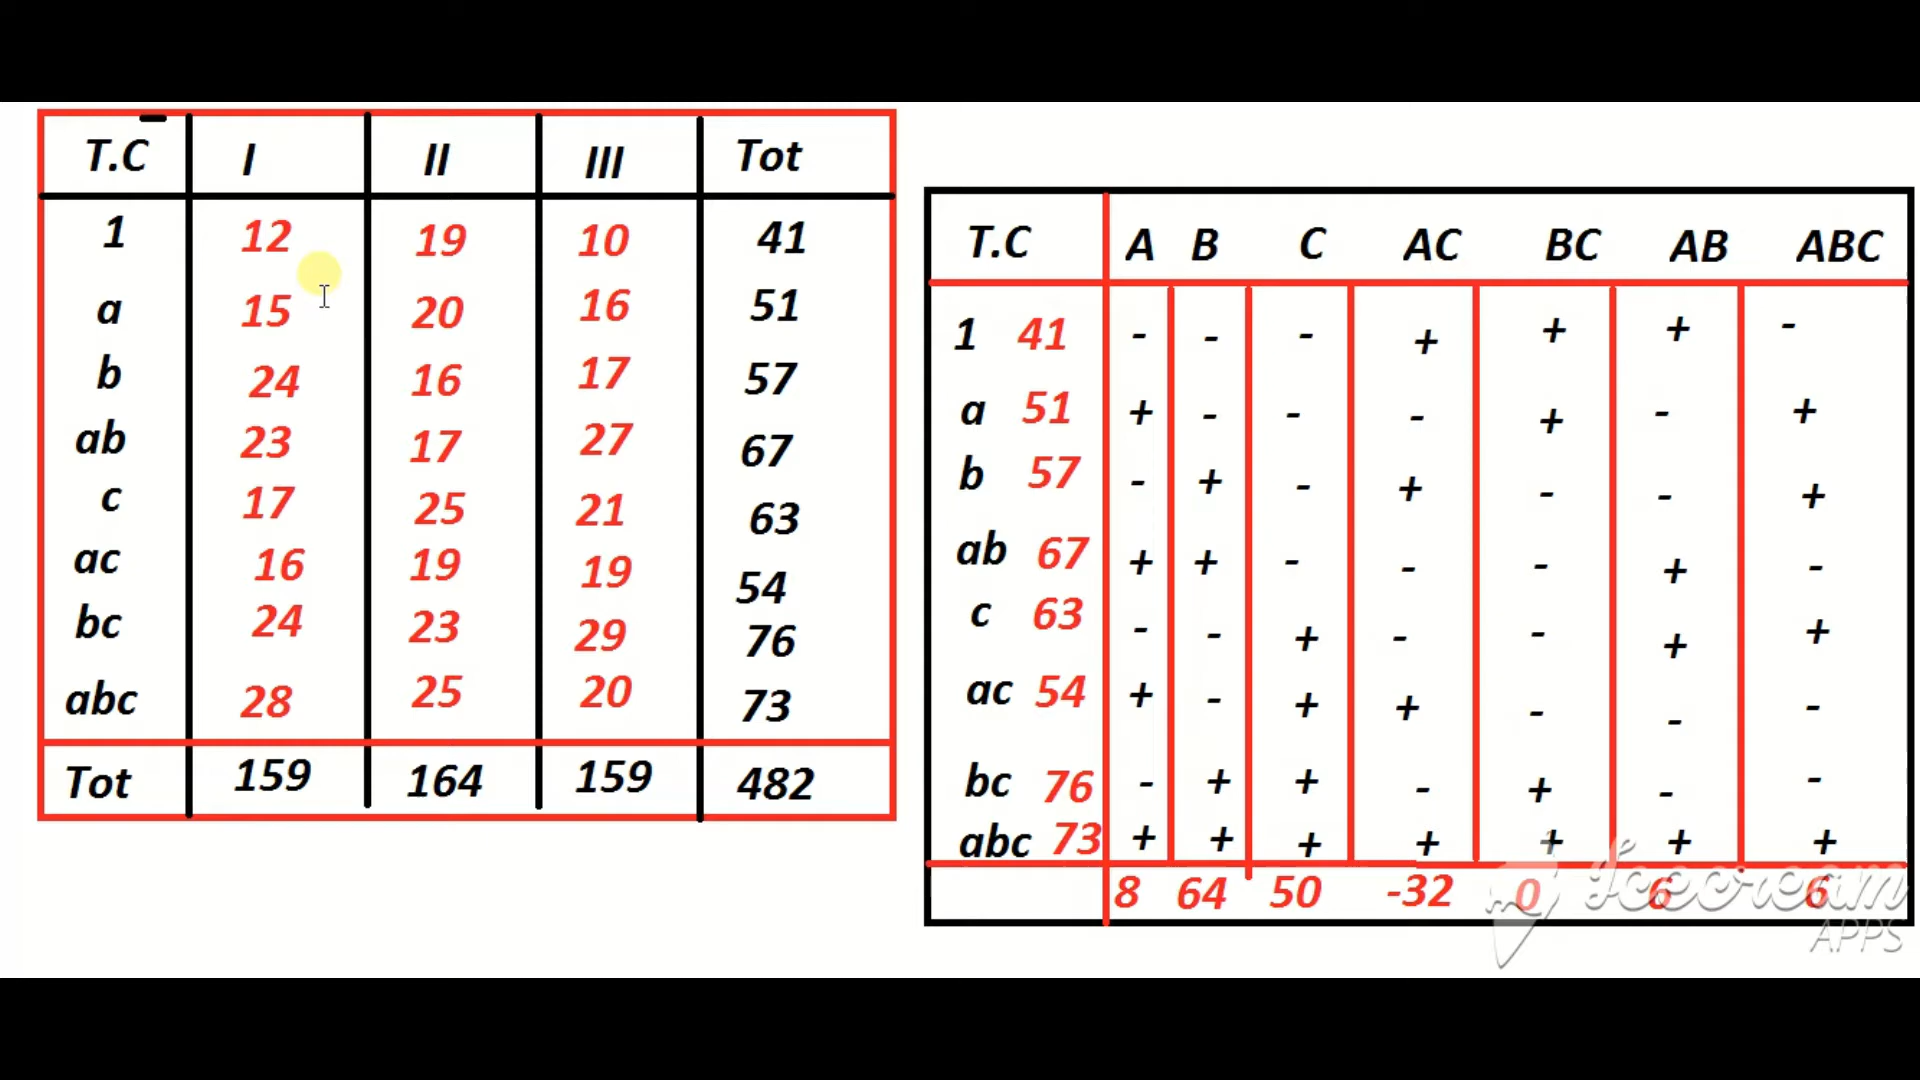 T.C I II III Tot
1 12 19 10 41
a 15 20 16 51
b 24 16 17 57
ab 23 17 27 67
c 17 25 21 63
ac 16 19 19 54
bc 24 23 29 76
abc 28 25 20 73
Tot 159 164 159 482
T.C A B C AC BC AB ABC
1 41 - - - + + + -
a 51 + - - - + - +
b 57 - + - + - - +
ab 67 + + - - - + -
c 63 - - + - - + +
ac 54 + - + + - - -
bc 76 - + + - + - -
abc 73 + + + + + + +
8 64 50 -32 0 6 6
Icecream
APPS